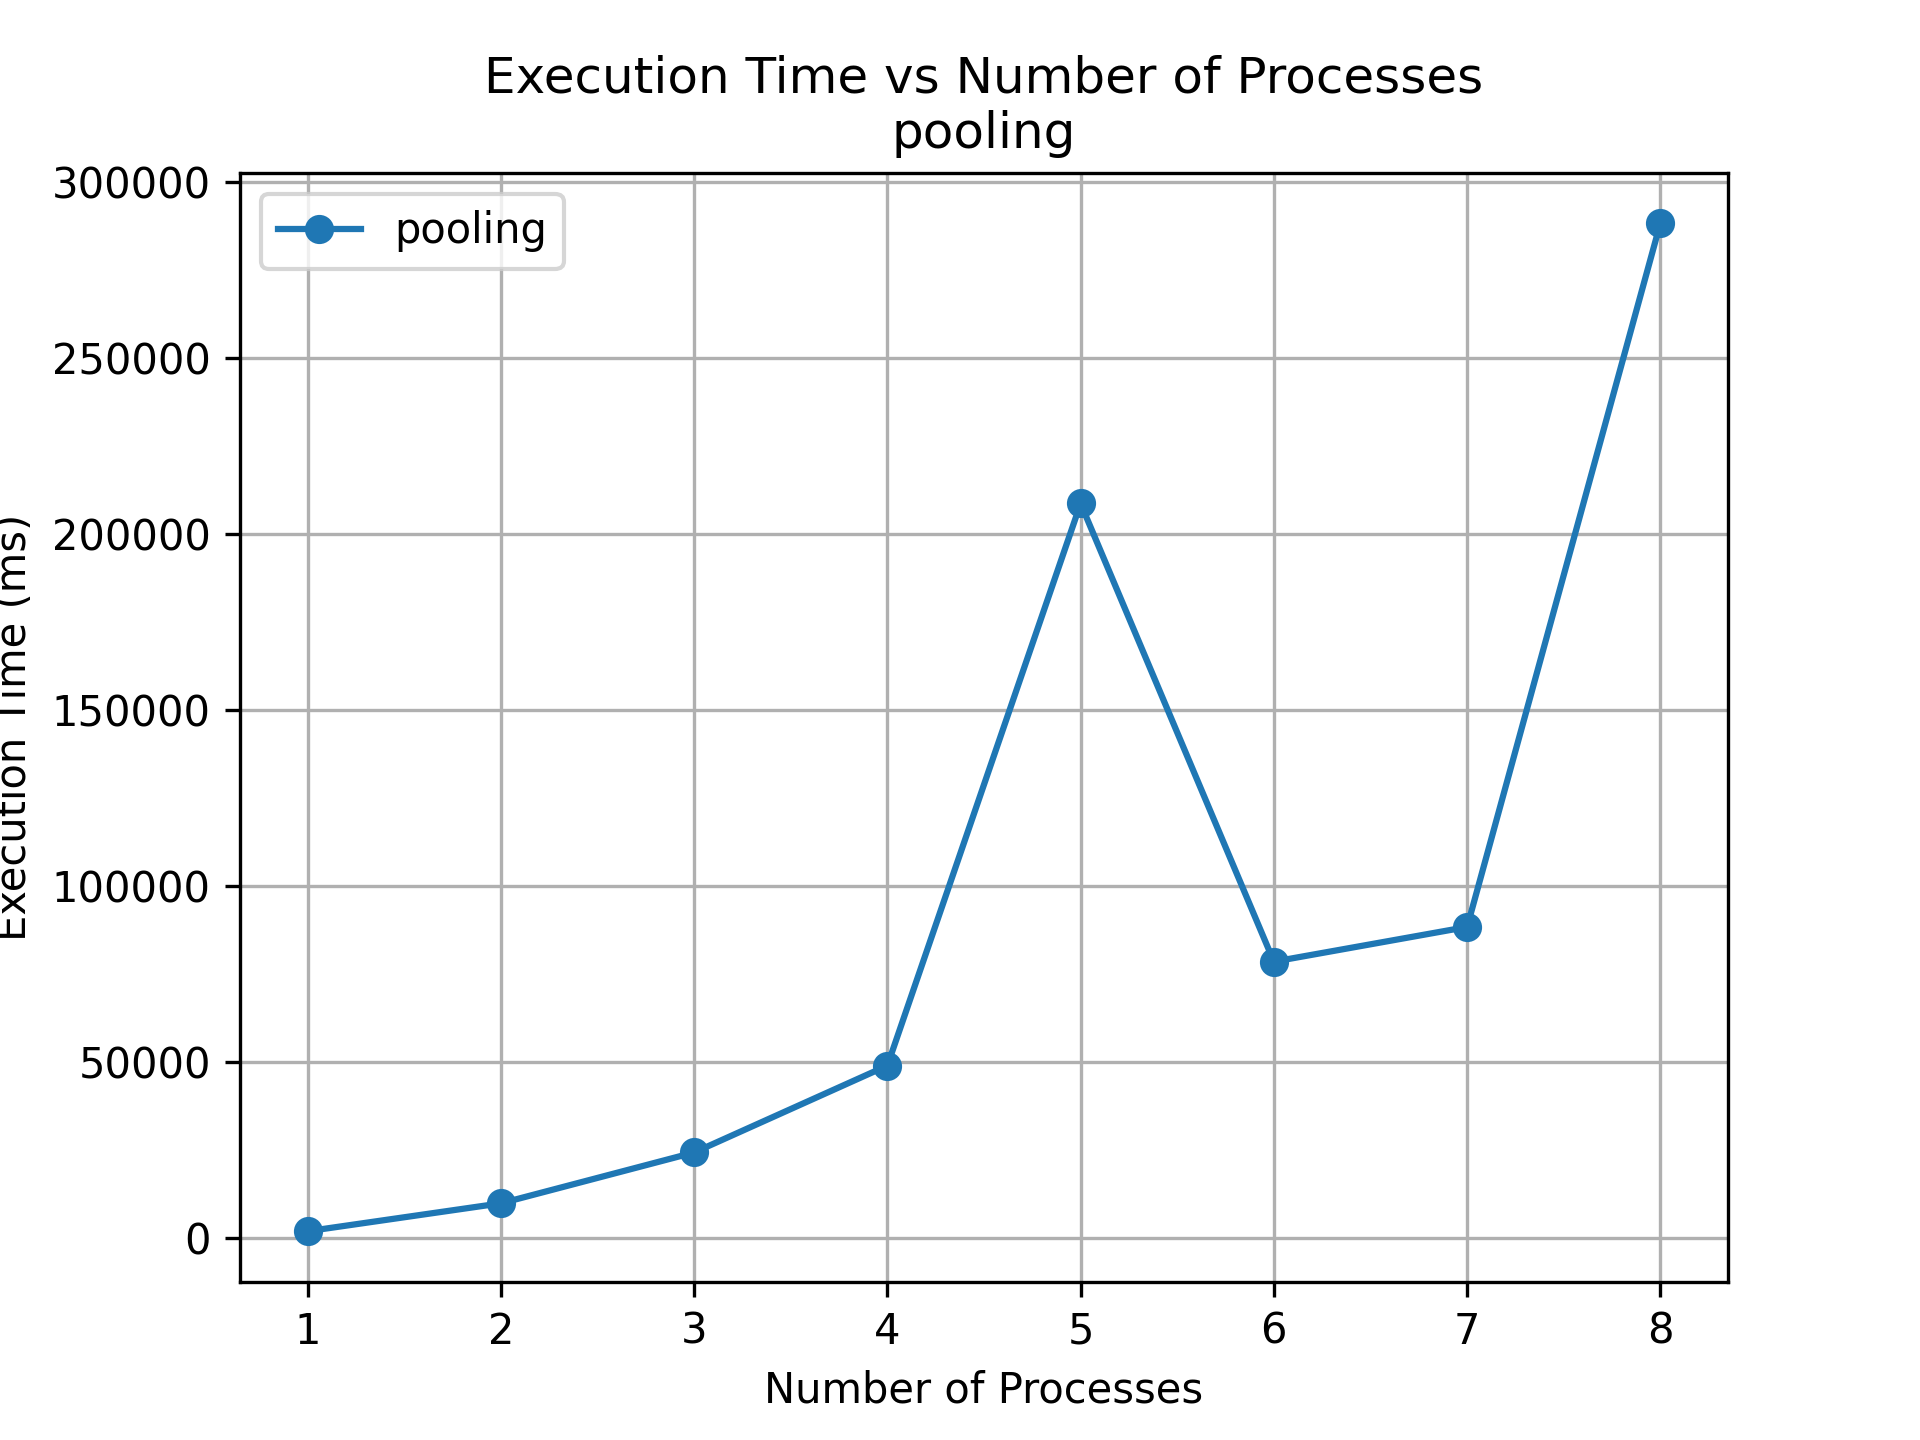 Execution Time vs Number of Processes
pooling
pooling
300000
250000
200000
150000
100000
50000
0
Execution Time (ms)
1 2 3 4 5 6 7 8
Number of Processes